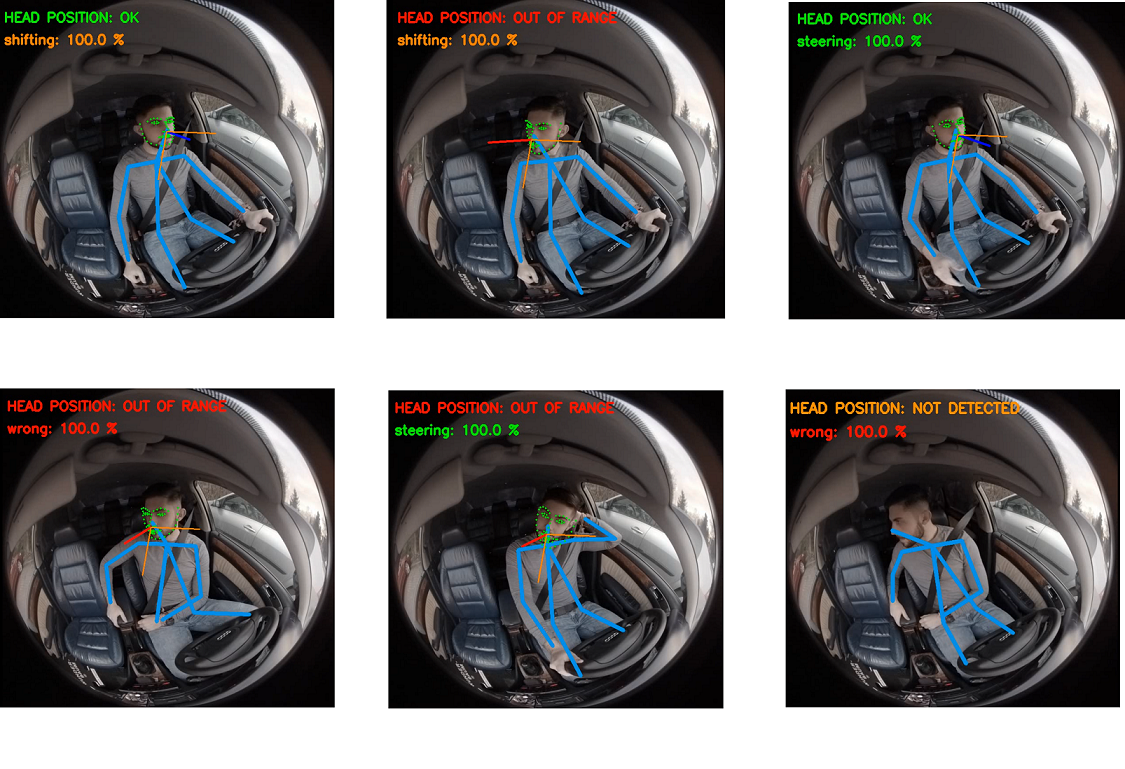 HEAD POSITION: OK
shifting: 100.0 %
HEAD POSITION: OUT OF RANGE
shifting: 100.0 %
HEAD POSITION: OK
steering: 100.0 %
HEAD POSITION: OUT OF RANGE
wrong: 100.0 %
HEAD POSITION: OUT OF RANGE
steering: 100.0 %
HEAD POSITION: NOT DETECTED
wrong: 100.0 %